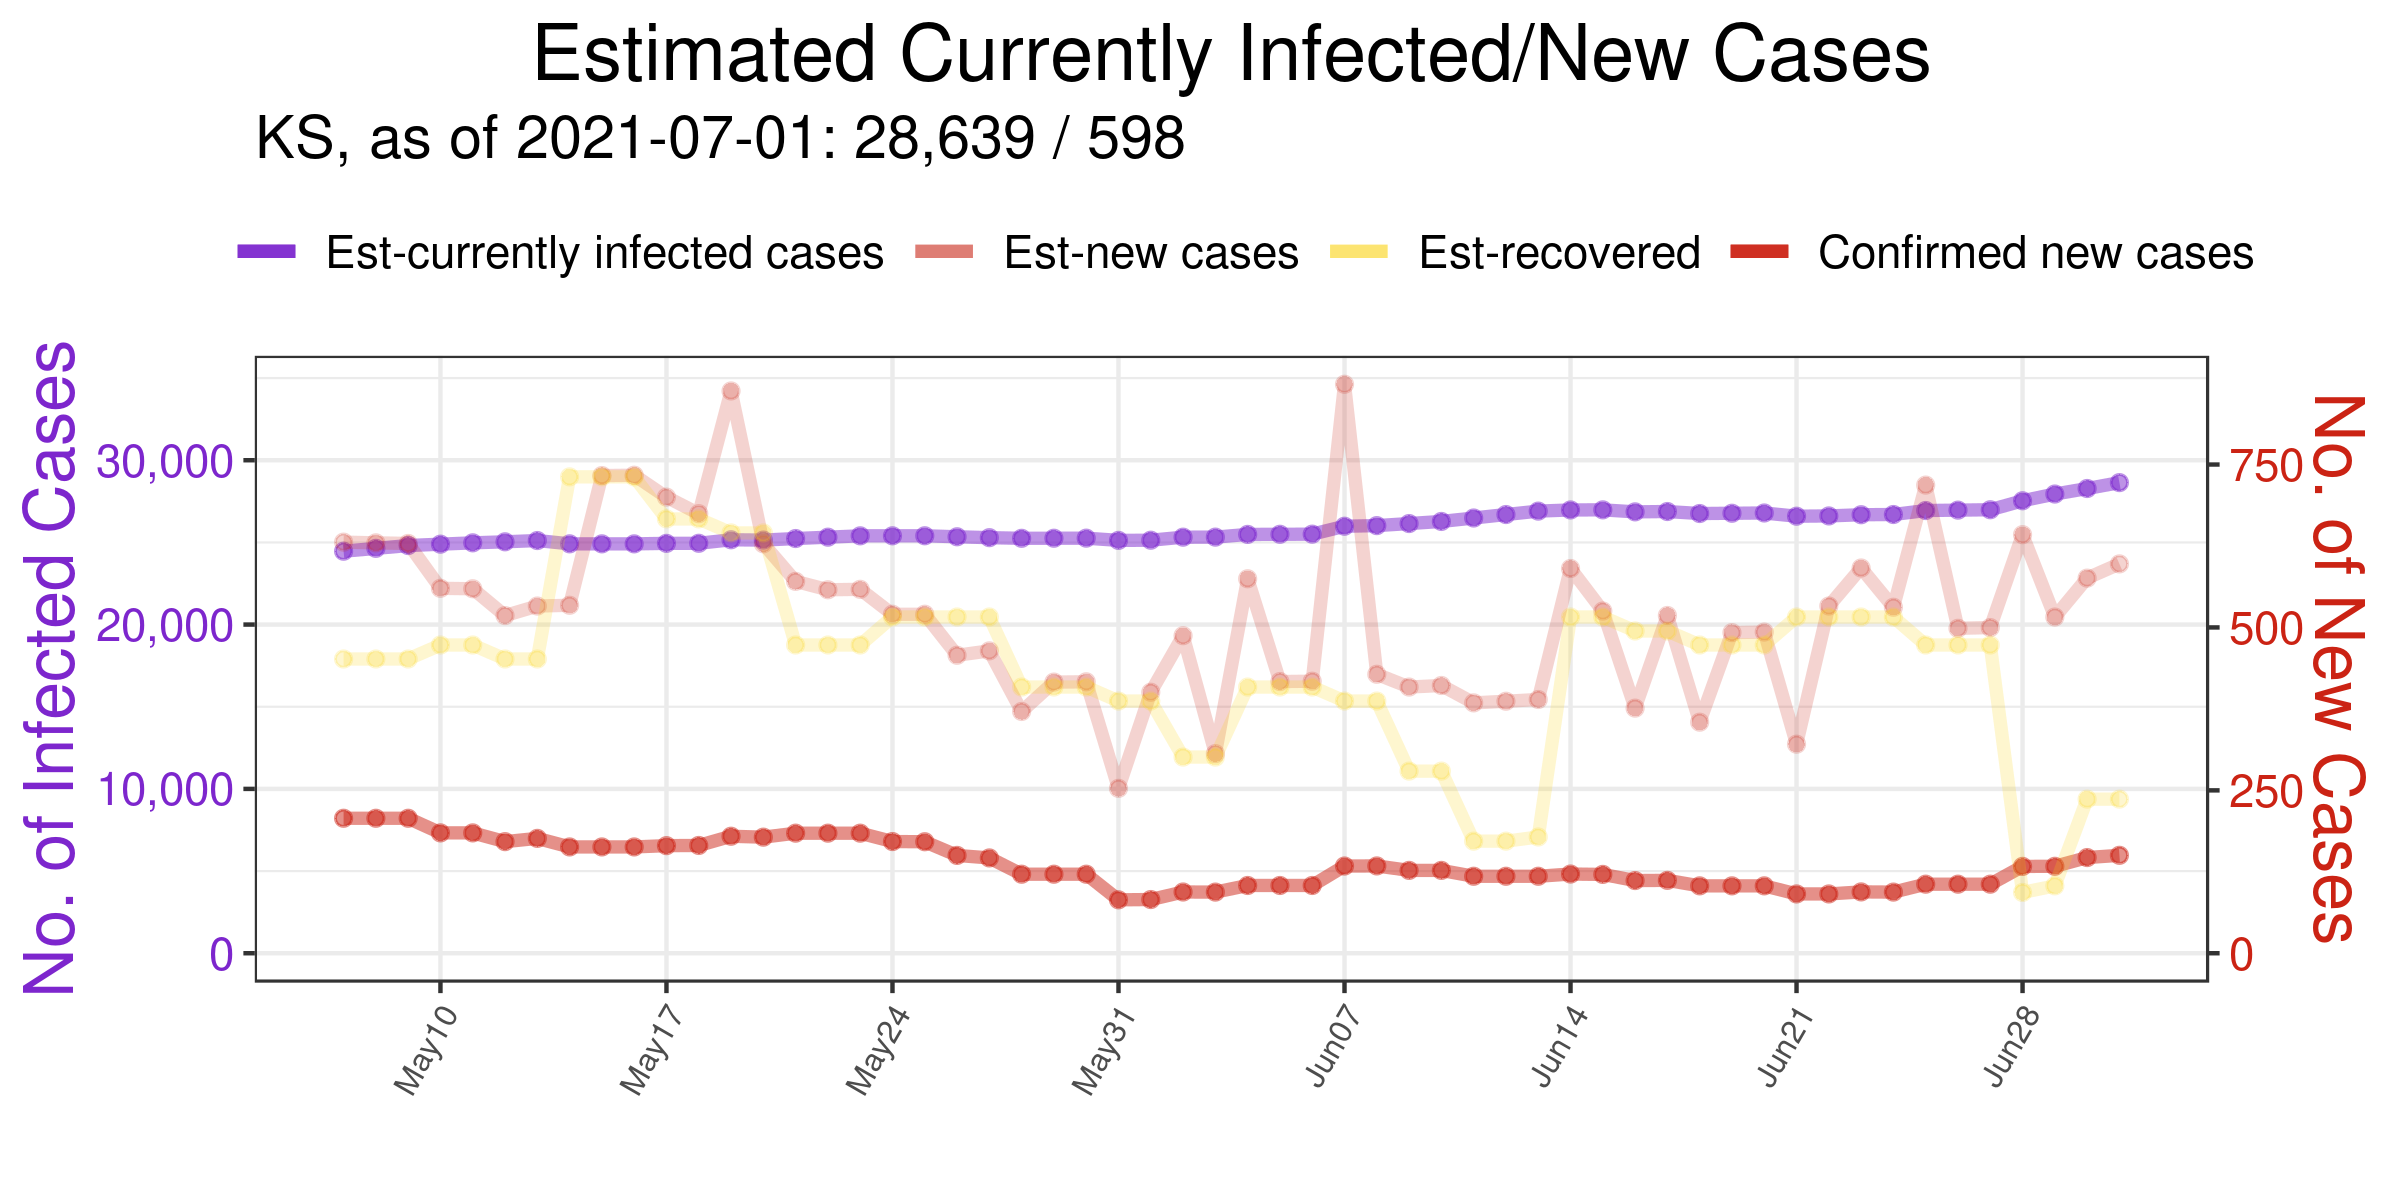 Estimated Currently Infected/New Cases
KS, as of 2021-07-01: 28,639 / 598
Est-currently infected cases
Est-new cases
Est-recovered
Confirmed new cases
No. of Infected Cases
30,000
20,000
10,000
0
No. of New Cases
750
500
250
0
May10
May17
May24
May31
Jun07
Jun14
Jun21
Jun28